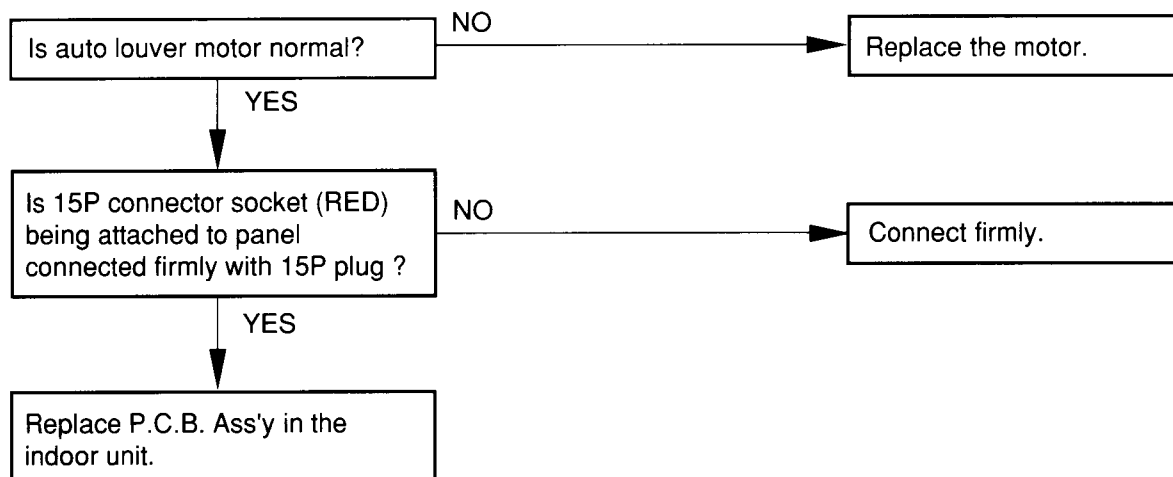 Is auto louver motor normal?
NO
Replace the motor.
YES
Is 15P connector socket (RED)
being attached to panel
connected firmly with 15P plug ?
NO
Connect firmly.
YES
Replace P.C.B. Ass'y in the
indoor unit.